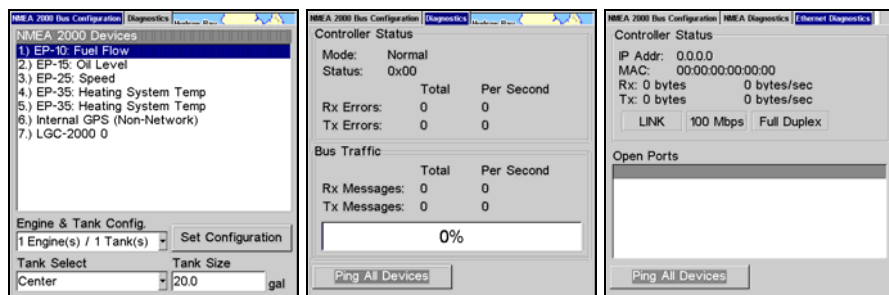 NMEA 2000 Bus Configuration Diagnostics
Hudson Bay
NMEA 2000 Devices
1.) EP-10: Fuel Flow
2.) EP-15: Oil Level
3.) EP-25: Speed
4.) EP-35: Heating System Temp
5.) EP-35: Heating System Temp
6.) Internal GPS (Non-Network)
7.) LGC-2000 0
Engine & Tank Config.
1 Engine(s) / 1 Tank(s) Set Configuration
Tank Select Tank Size
Center 20.0 gal
NMEA 2000 Bus Configuration Diagnostics
Hudson Bay
Controller Status
Mode: Normal
Status: 0x00
Total Per Second
Rx Errors: 0 0
Tx Errors: 0 0
Bus Traffic
Total Per Second
Rx Messages: 0 0
Tx Messages: 0 0
0%
Ping All Devices
NMEA 2000 Bus Configuration NMEA Diagnostics Ethernet Diagnostics
Controller Status
IP Addr: 0.0.0.0
MAC: 00:00:00:00:00:00
Rx: 0 bytes 0 bytes/sec
Tx: 0 bytes 0 bytes/sec
LINK 100 Mbps Full Duplex
Open Ports
Ping All Devices